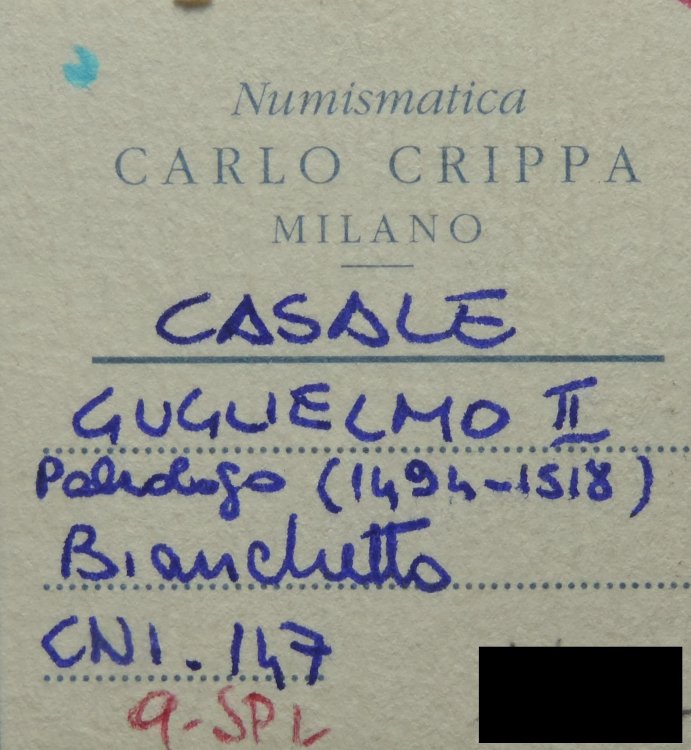 Numismatica
CARLO CRIPPA
MILANO
CASALE
GUGLIELMO II
Paleologo (1494-1518)
Bianchetto
CNI. 147
q-SPL